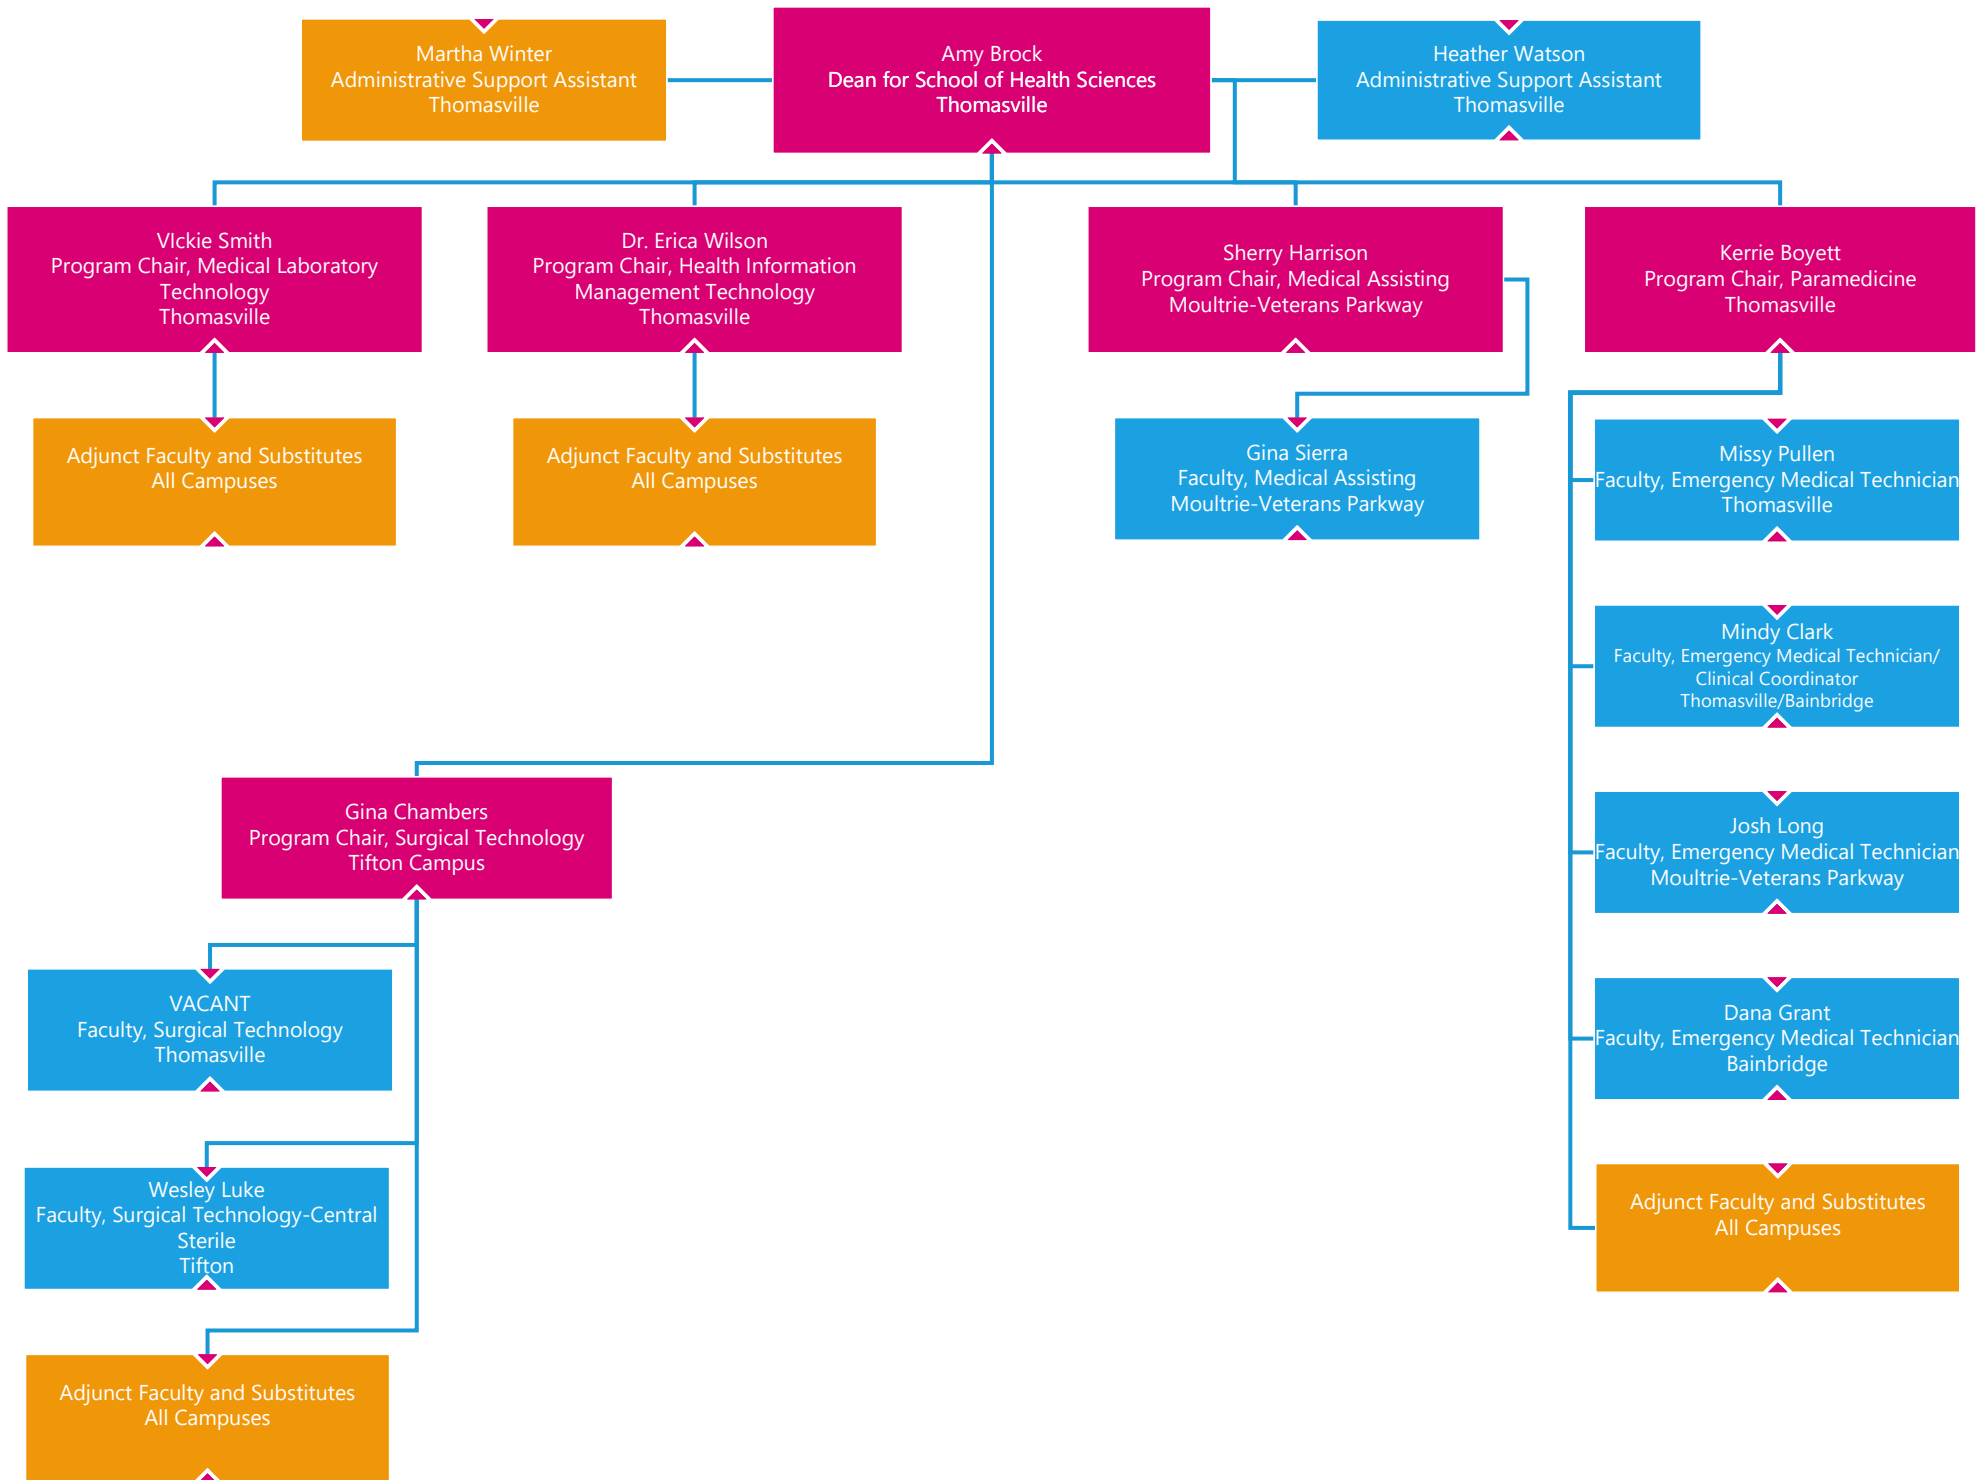 Martha Winter
Administrative Support Assistant
Thomasville
Amy Brock
Dean for School of Health Sciences
Thomasville
Heather Watson
Administrative Support Assistant
Thomasville
VIckie Smith
Program Chair, Medical Laboratory
Technology
Thomasville
Dr. Erica Wilson
Program Chair, Health Information
Management Technology
Thomasville
Sherry Harrison
Program Chair, Medical Assisting
Moultrie-Veterans Parkway
Kerrie Boyett
Program Chair, Paramedicine
Thomasville
Adjunct Faculty and Substitutes
All Campuses
Adjunct Faculty and Substitutes
All Campuses
Gina Sierra
Faculty, Medical Assisting
Moultrie-Veterans Parkway
Missy Pullen
Faculty, Emergency Medical Technician
Thomasville
Mindy Clark
Faculty, Emergency Medical Technician/
Clinical Coordinator
Thomasville/Bainbridge
Gina Chambers
Program Chair, Surgical Technology
Tifton Campus
Josh Long
Faculty, Emergency Medical Technician
Moultrie-Veterans Parkway
VACANT
Faculty, Surgical Technology
Thomasville
Dana Grant
Faculty, Emergency Medical Technician
Bainbridge
Wesley Luke
Faculty, Surgical Technology-Central
Sterile
Tifton
Adjunct Faculty and Substitutes
All Campuses
Adjunct Faculty and Substitutes
All Campuses